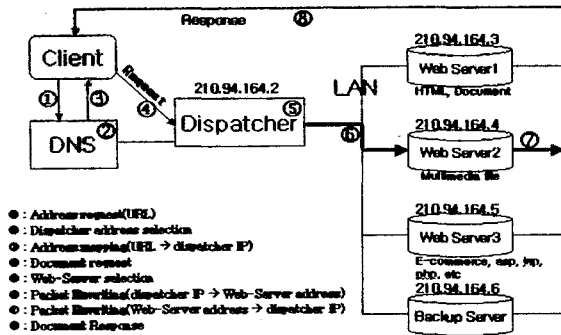 Response ⑧
Client
① ③
Request
④
DNS ②
210.94.164.2
Dispatcher ⑤
LAN
⑥
210.94.164.3
Web Server1
HTML, Document
210.94.164.4
Web Server2 ⑦
Multimedia file
210.94.164.5
Web Server3
E-commerce, asp, jsp,
php, etc
210.94.164.6
Backup Server
: Address request(URL)
: Dispatcher address selection
: Address mapping(URL → dispatcher IP)
: Document request
: Web-Server selection
: Packet Rewriting(dispatcher IP → Web-Server address)
: Packet Rewriting(Web-Server address → dispatcher IP)
: Document Response